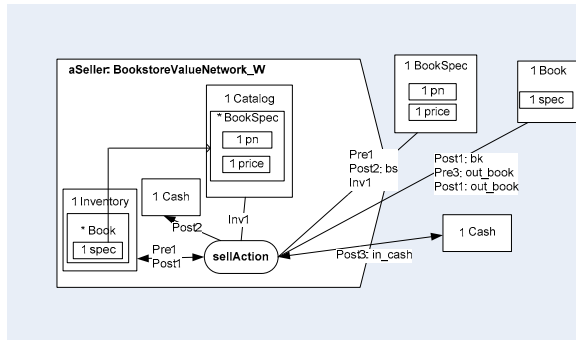 aSeller: BookstoreValueNetwork_W
1 Catalog
* BookSpec
1 pn
1 price
1 Cash
1 Inventory
* Book
1 spec
Inv1
Post2
Pre1
Post1
sellAction
1 BookSpec
1 pn
1 price
1 Book
1 spec
Pre1
Post2: bs
Inv1
Post1: bk
Pre3: out_book
Post1: out_book
1 Cash
Post3: in_cash